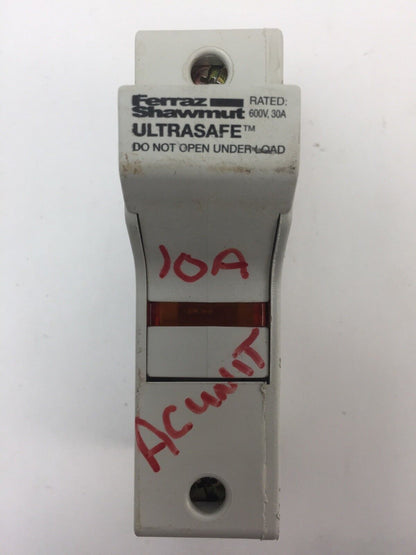 Ferraz
Shawmut
RATED:
600V, 30A
ULTRASAFE™
DO NOT OPEN UNDER LOAD
10A
AC UNIT